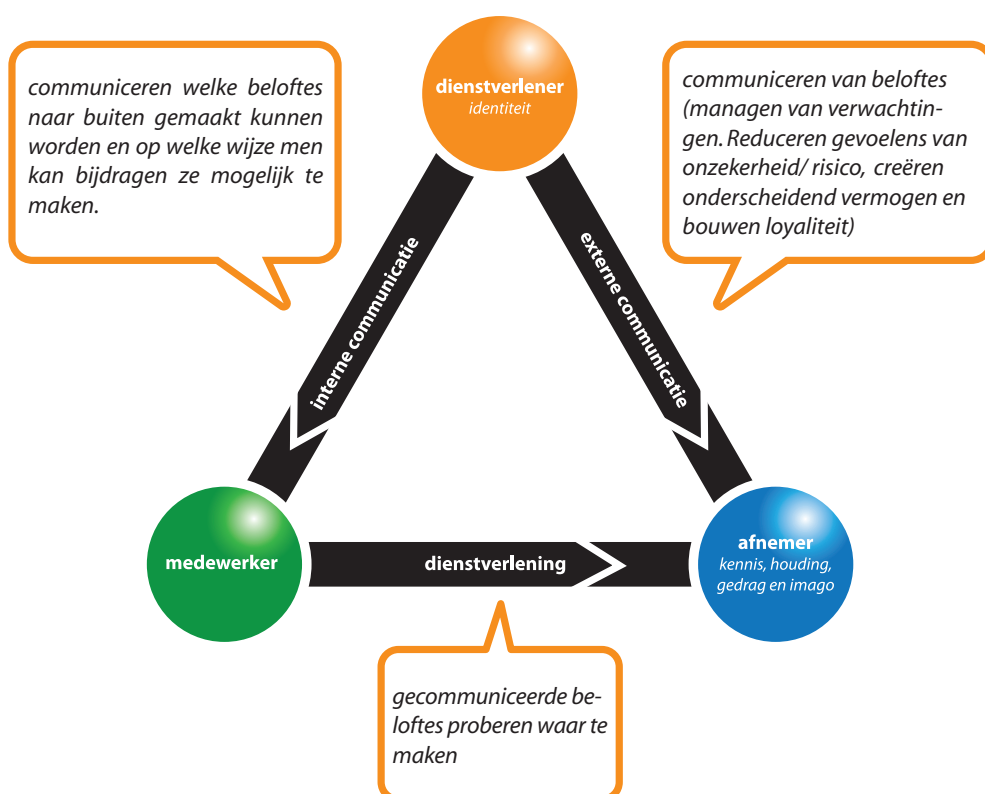 dienstverlener
identiteit
communiceren welke beloftes
naar buiten gemaakt kunnen
worden en op welke wijze men
kan bijdragen ze mogelijk te
maken.
communiceren van beloftes
(managen van verwachtin-
gen. Reduceren gevoelens van
onzekerheid/ risico, creëren
onderscheidend vermogen en
bouwen loyaliteit)
interne communicatie
externe communicatie
medewerker
dienstverlening
afnemer
kennis, houding,
gedrag en imago
gecommuniceerde be-
loftes proberen waar te
maken